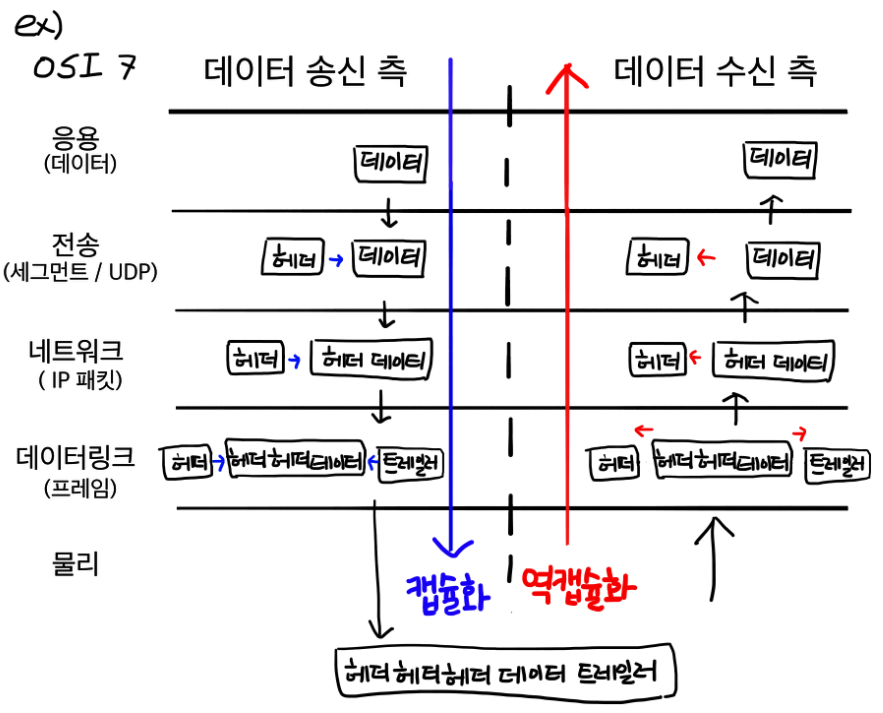 ex)
OSI 7 데이터 송신 측 데이터 수신 측
응용
(데이터)
데이터 데이터
전송
(세그먼트 / UDP)
헤더 데이터 헤더 데이터
네트워크
( IP 패킷)
헤더 헤더 데이터 헤더 헤더 데이터
데이터링크
(프레임)
헤더 헤더헤더데이터 트레일러 헤더 헤더헤더데이터 트레일러
물리
캡슐화 역캡슐화
헤더헤더헤더 데이터 트레일러